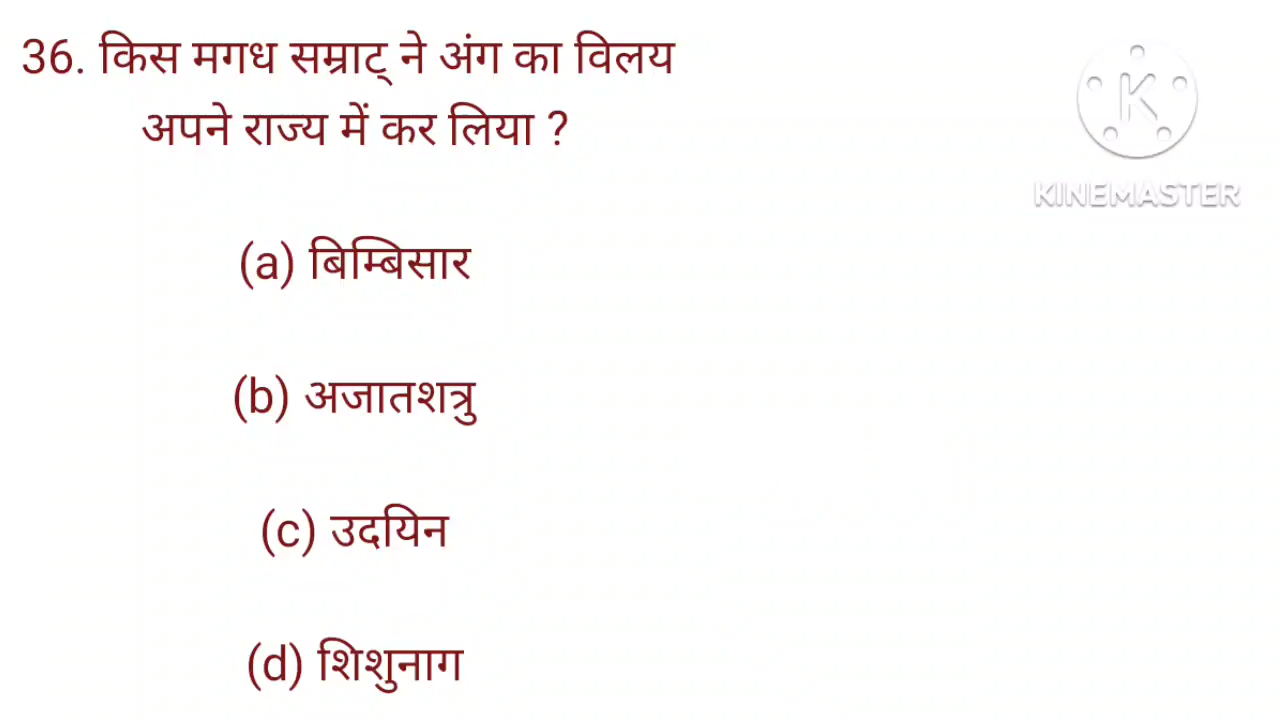 36. किस मगध सम्राट् ने अंग का विलय
अपने राज्य में कर लिया ?
K
KINEMASTER
(a) बिम्बिसार
(b) अजातशत्रु
(c) उदयिन
(d) शिशुनाग